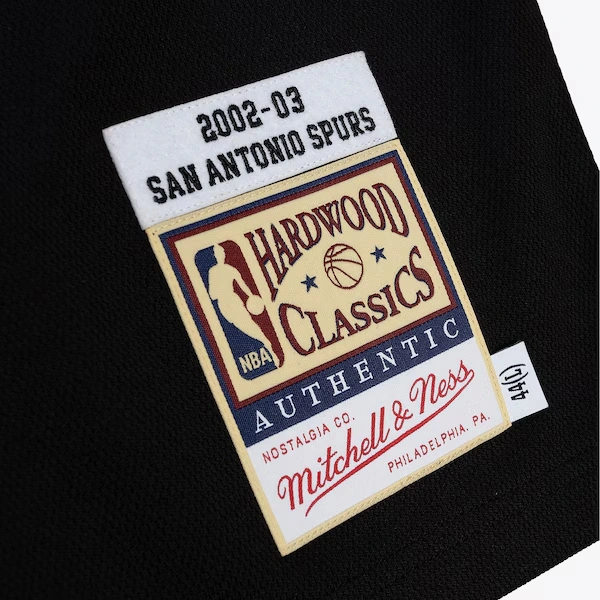 2002-03
SAN ANTONIO SPURS
HARDWOOD
CLASSICS
NBA
AUTHENTIC
NOSTALGIA CO.
Mitchell & Ness
PHILADELPHIA, PA.
44(L)